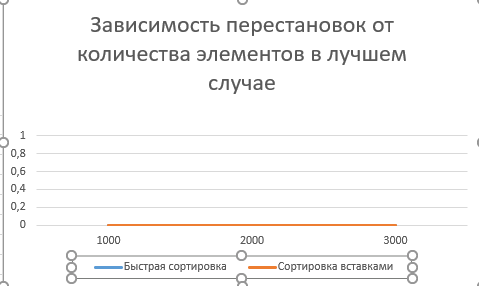 Зависимость перестановок от
количества элементов в лучшем
случае
1
0,8
0,6
0,4
0,2
0
1000 2000 3000
Быстрая сортировка Сортировка вставками